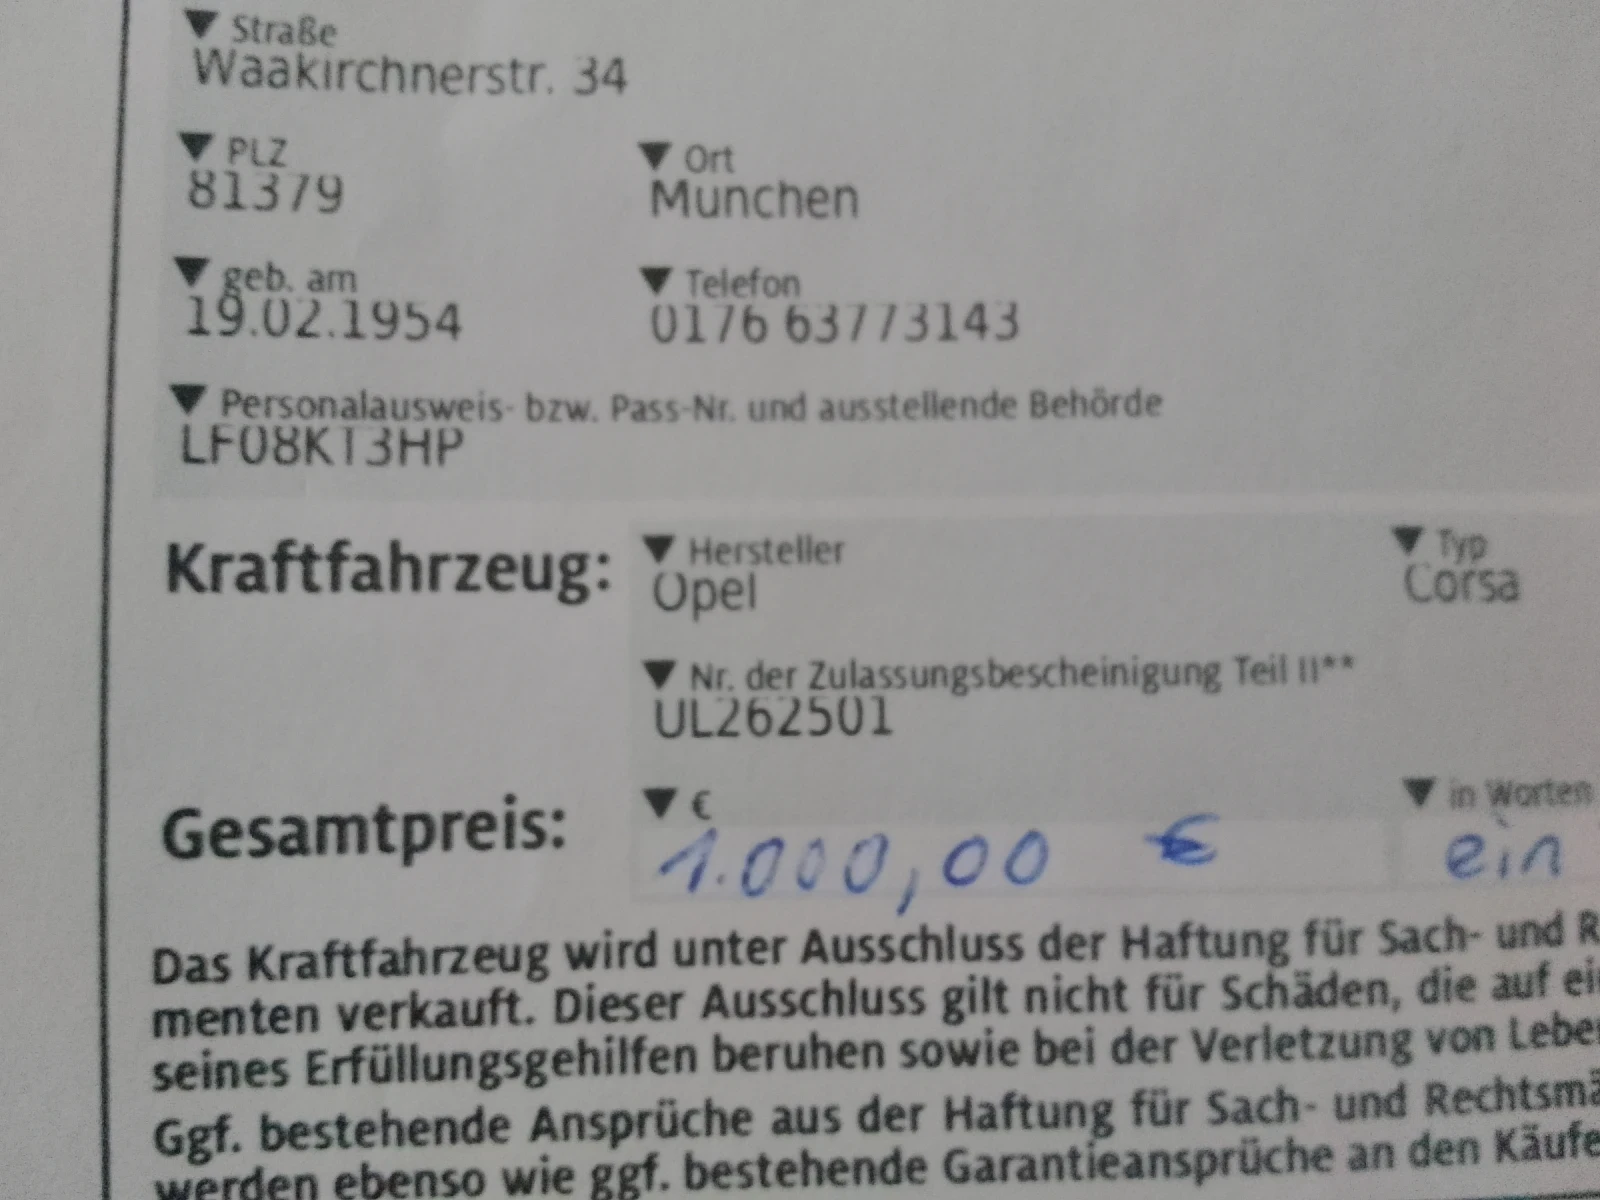 ▼ Straße
Waakirchnerstr. 34
▼ PLZ ▼ Ort
81379 Munchen
▼ geb. am ▼ Telefon
19.02.1954 0176 63773143
▼ Personalausweis- bzw. Pass-Nr. und ausstellende Behörde
LF08KT3HP
Kraftfahrzeug: ▼ Hersteller ▼ Typ
Opel Corsa
▼ Nr. der Zulassungsbescheinigung Teil II**
UL262501
Gesamtpreis: ▼ € ▼ in Worten
1.000,00 € ein
Das Kraftfahrzeug wird unter Ausschluss der Haftung für Sach- und R
menten verkauft. Dieser Ausschluss gilt nicht für Schäden, die auf ei
seines Erfüllungsgehilfen beruhen sowie bei der Verletzung von Lebe
Ggf. bestehende Ansprüche aus der Haftung für Sach- und Rechtsmä
werden ebenso wie ggf. bestehende Garantieansprüche an den Käufe